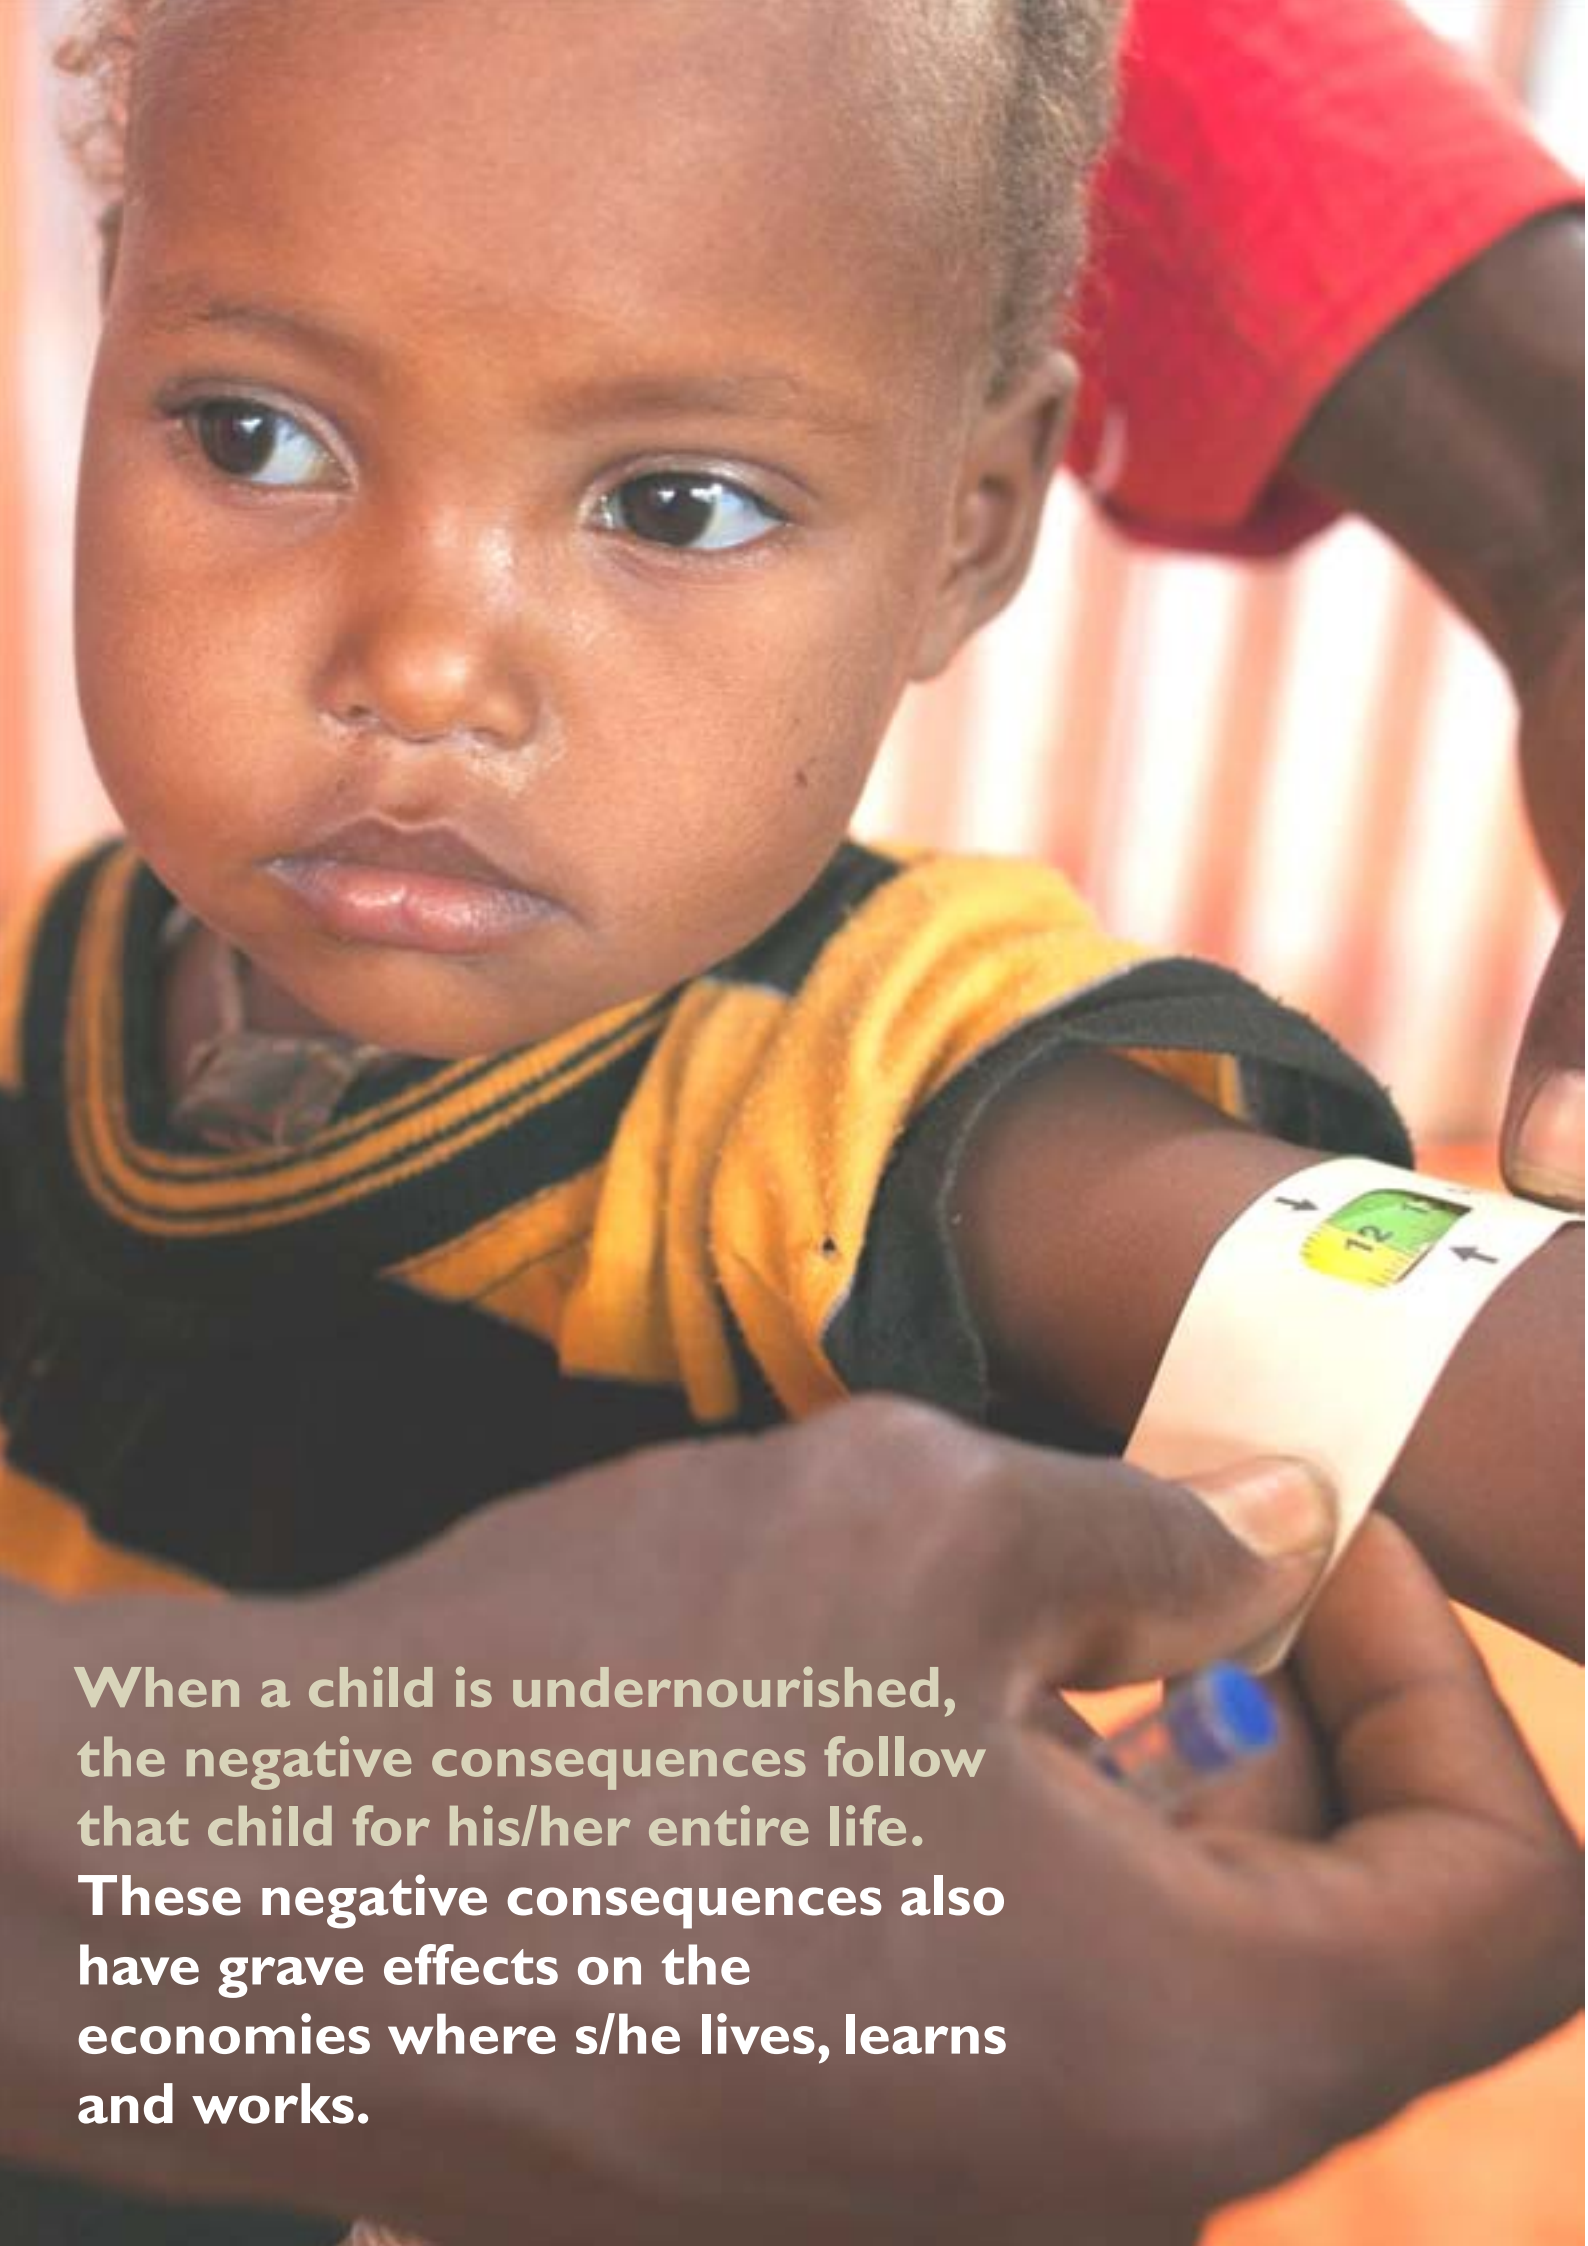 12
When a child is undernourished,
the negative consequences follow
that child for his/her entire life.
These negative consequences also
have grave effects on the
economies where s/he lives, learns
and works.